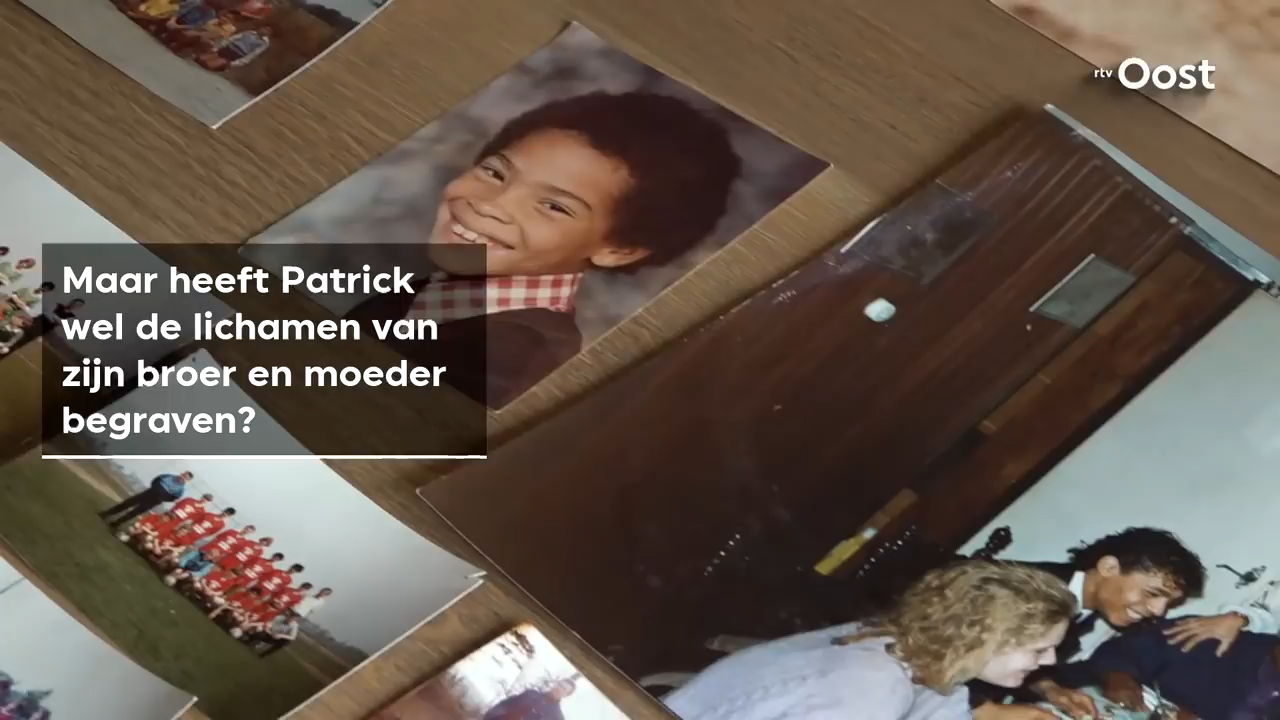 rtv Oost
Maar heeft Patrick
wel de lichamen van
zijn broer en moeder
begraven?